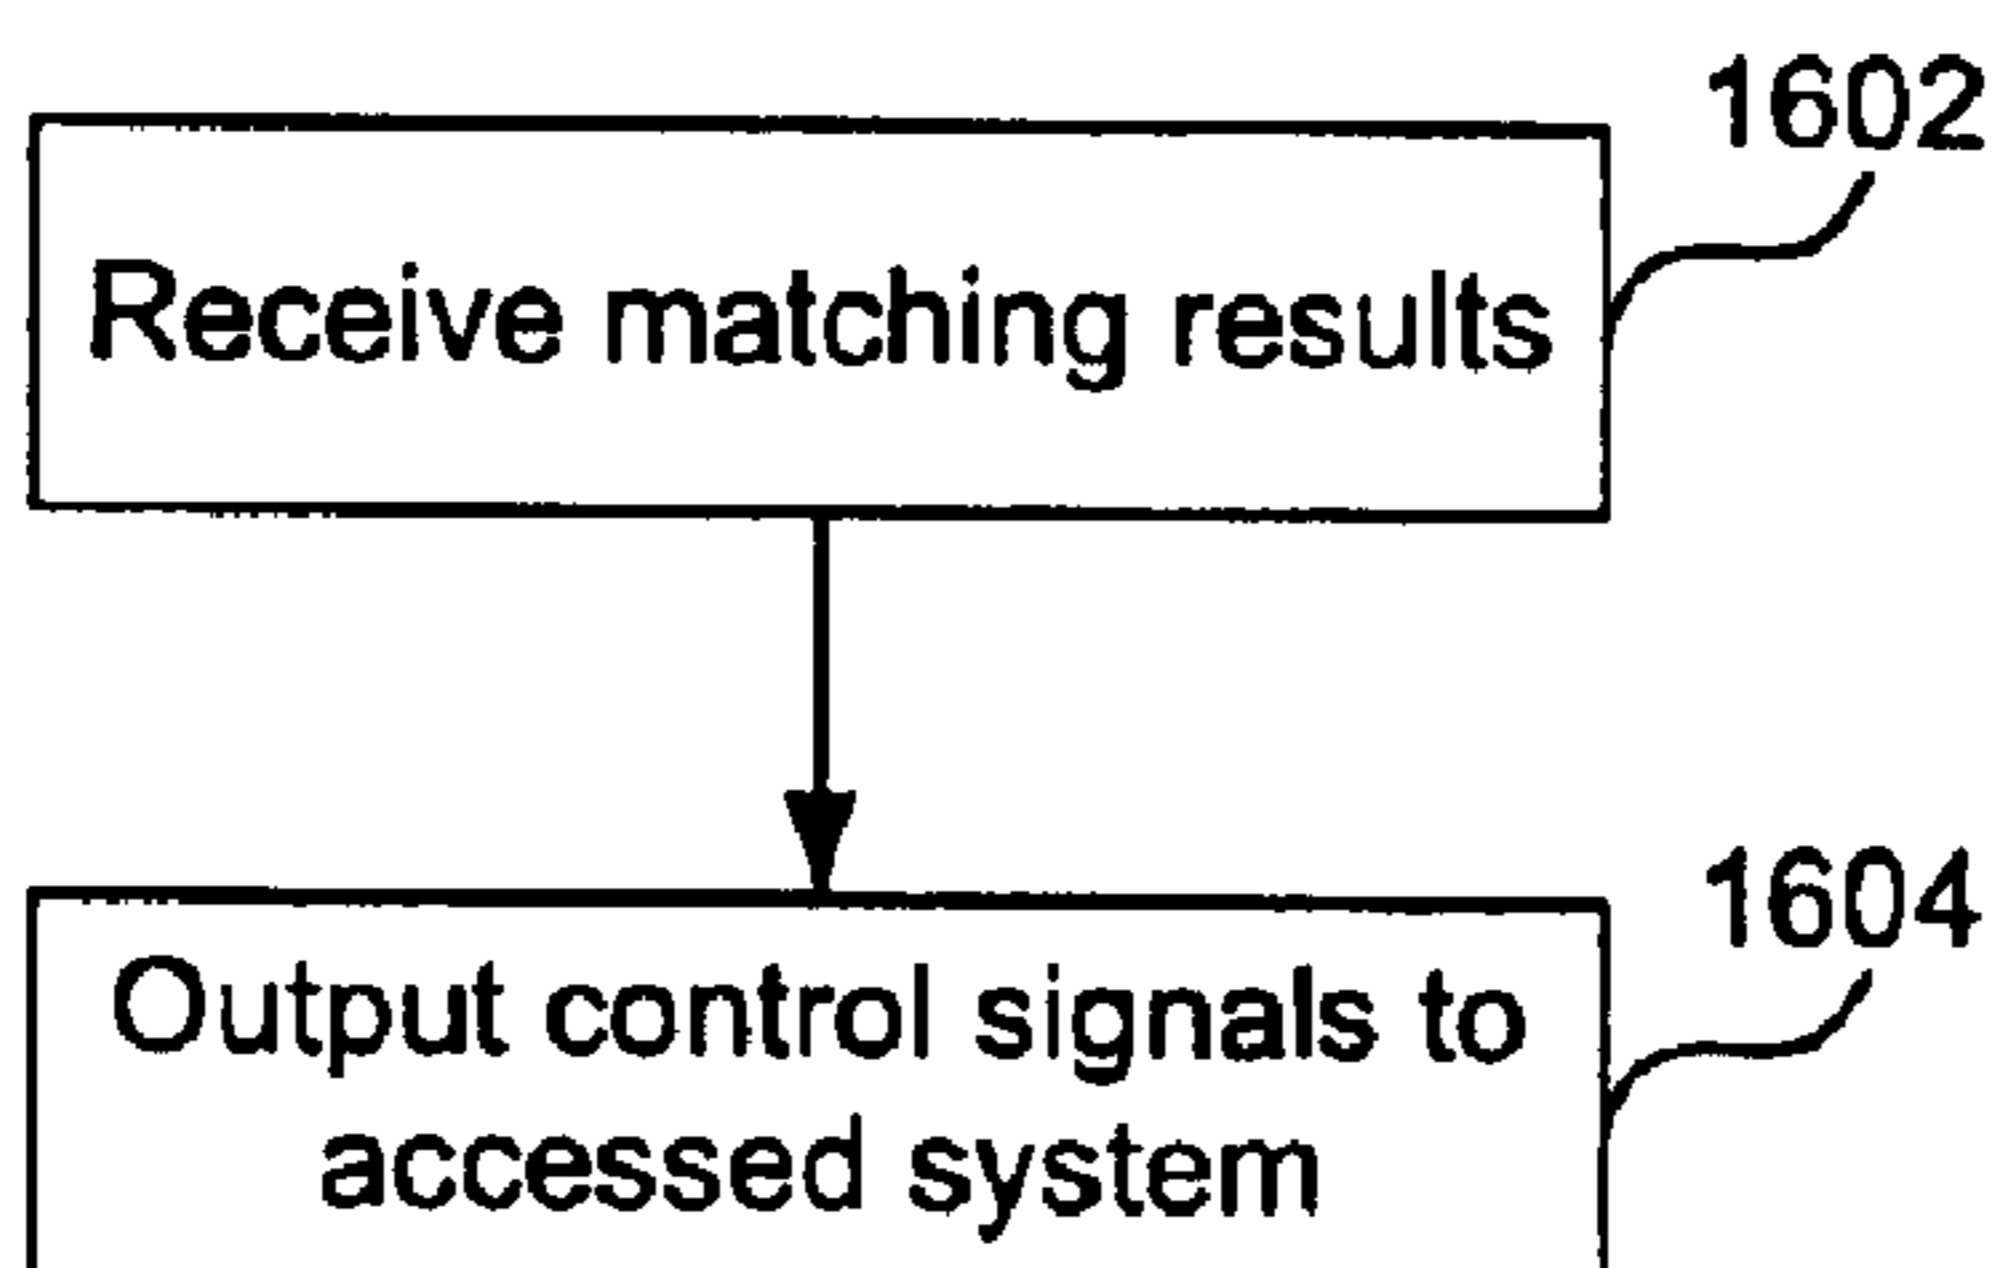 1602
Receive matching results
1604
Output control signals to
accessed system